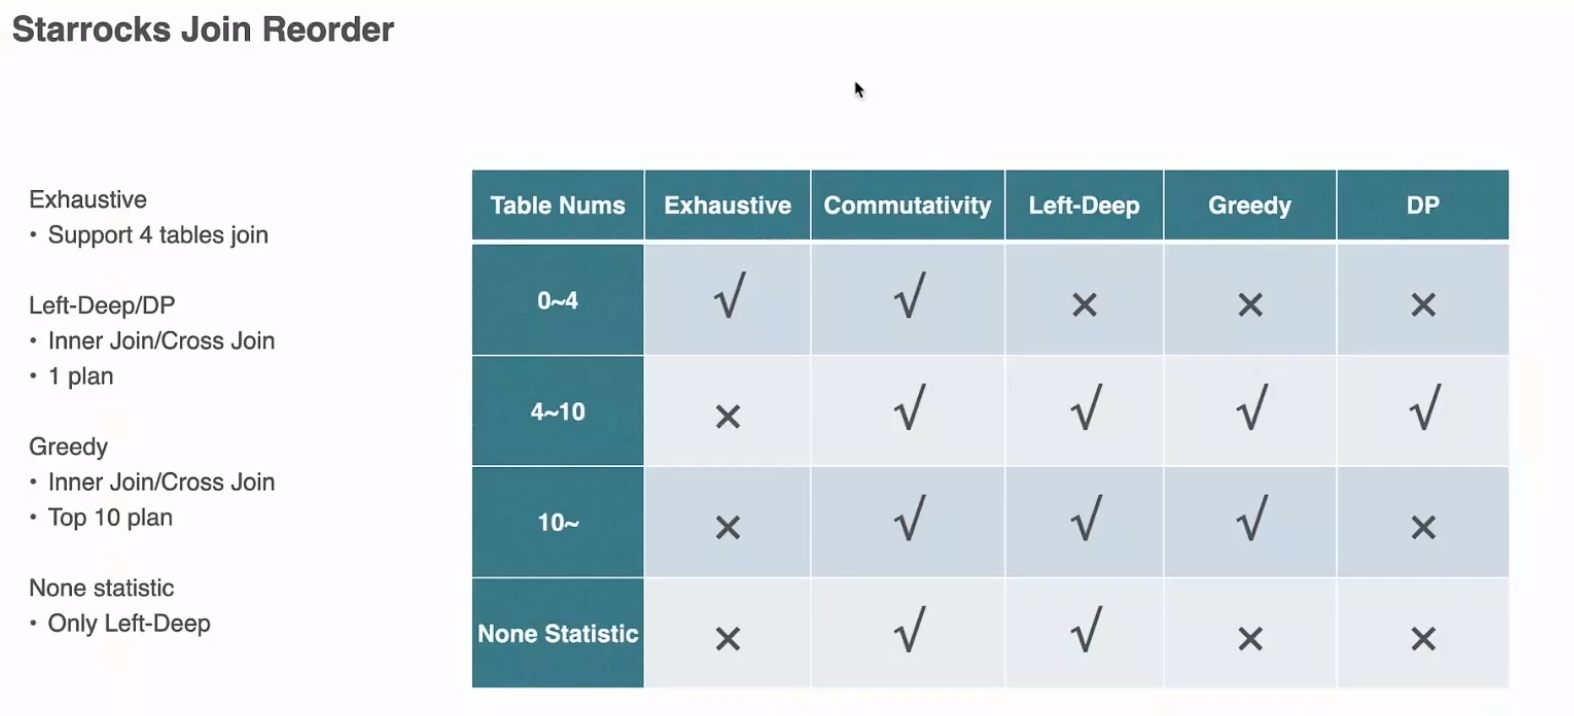 Starrocks Join Reorder
Exhaustive
• Support 4 tables join
Left-Deep/DP
• Inner Join/Cross Join
• 1 plan
Greedy
• Inner Join/Cross Join
• Top 10 plan
None statistic
• Only Left-Deep
Table Nums Exhaustive Commutativity Left-Deep Greedy DP
0~4 √ √ × × ×
4~10 × √ √ √ √
10~ × √ √ √ ×
None Statistic × √ √ × ×